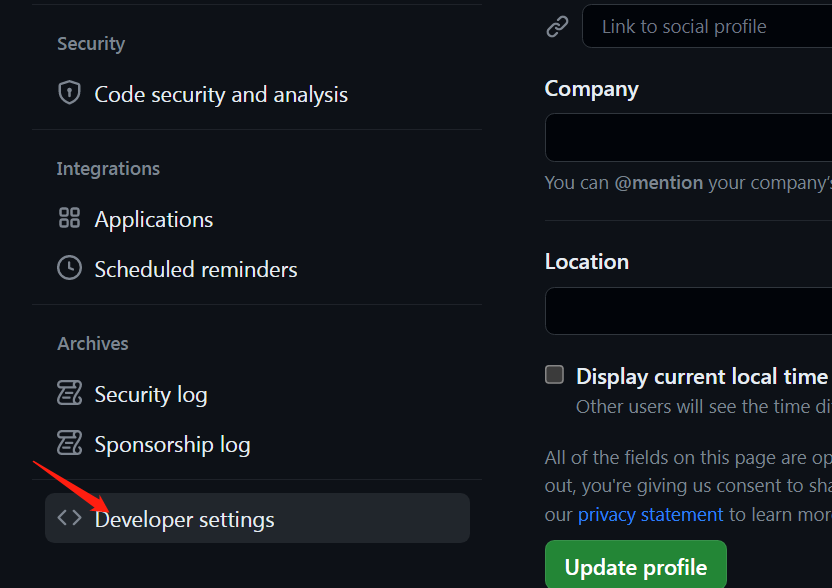 Security
Code security and analysis
Integrations
Applications
Scheduled reminders
Archives
Security log
Sponsorship log
Developer settings
Link to social profile
Company
You can @mention your company's
Location
Display current local time
Other users will see the time di
All of the fields on this page are op
out, you're giving us consent to sha
our privacy statement to learn mor
Update profile